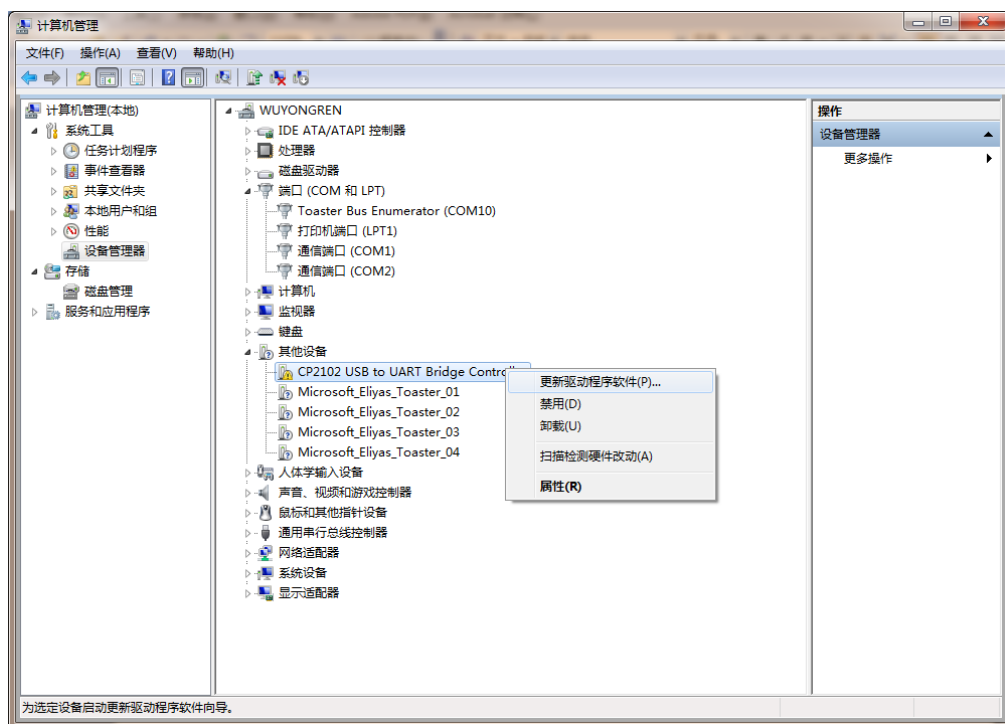 计算机管理
文件(F) 操作(A) 查看(V) 帮助(H)
计算机管理(本地)
系统工具
任务计划程序
事件查看器
共享文件夹
本地用户和组
性能
设备管理器
存储
磁盘管理
服务和应用程序
WUYONGREN
IDE ATA/ATAPI 控制器
处理器
磁盘驱动器
端口 (COM 和 LPT)
Toaster Bus Enumerator (COM10)
打印机端口 (LPT1)
通信端口 (COM1)
通信端口 (COM2)
计算机
监视器
键盘
其他设备
CP2102 USB to UART Bridge
Microsoft_Eliyas_Toaster_01
Microsoft_Eliyas_Toaster_02
Microsoft_Eliyas_Toaster_03
Microsoft_Eliyas_Toaster_04
人体学输入设备
声音、视频和游戏控制器
鼠标和其他指针设备
通用串行总线控制器
网络适配器
系统设备
显示适配器
更新驱动程序软件(P)...
禁用(D)
卸载(U)
扫描检测硬件改动(A)
属性(R)
操作
设备管理器
更多操作
为选定设备启动更新驱动程序软件向导。